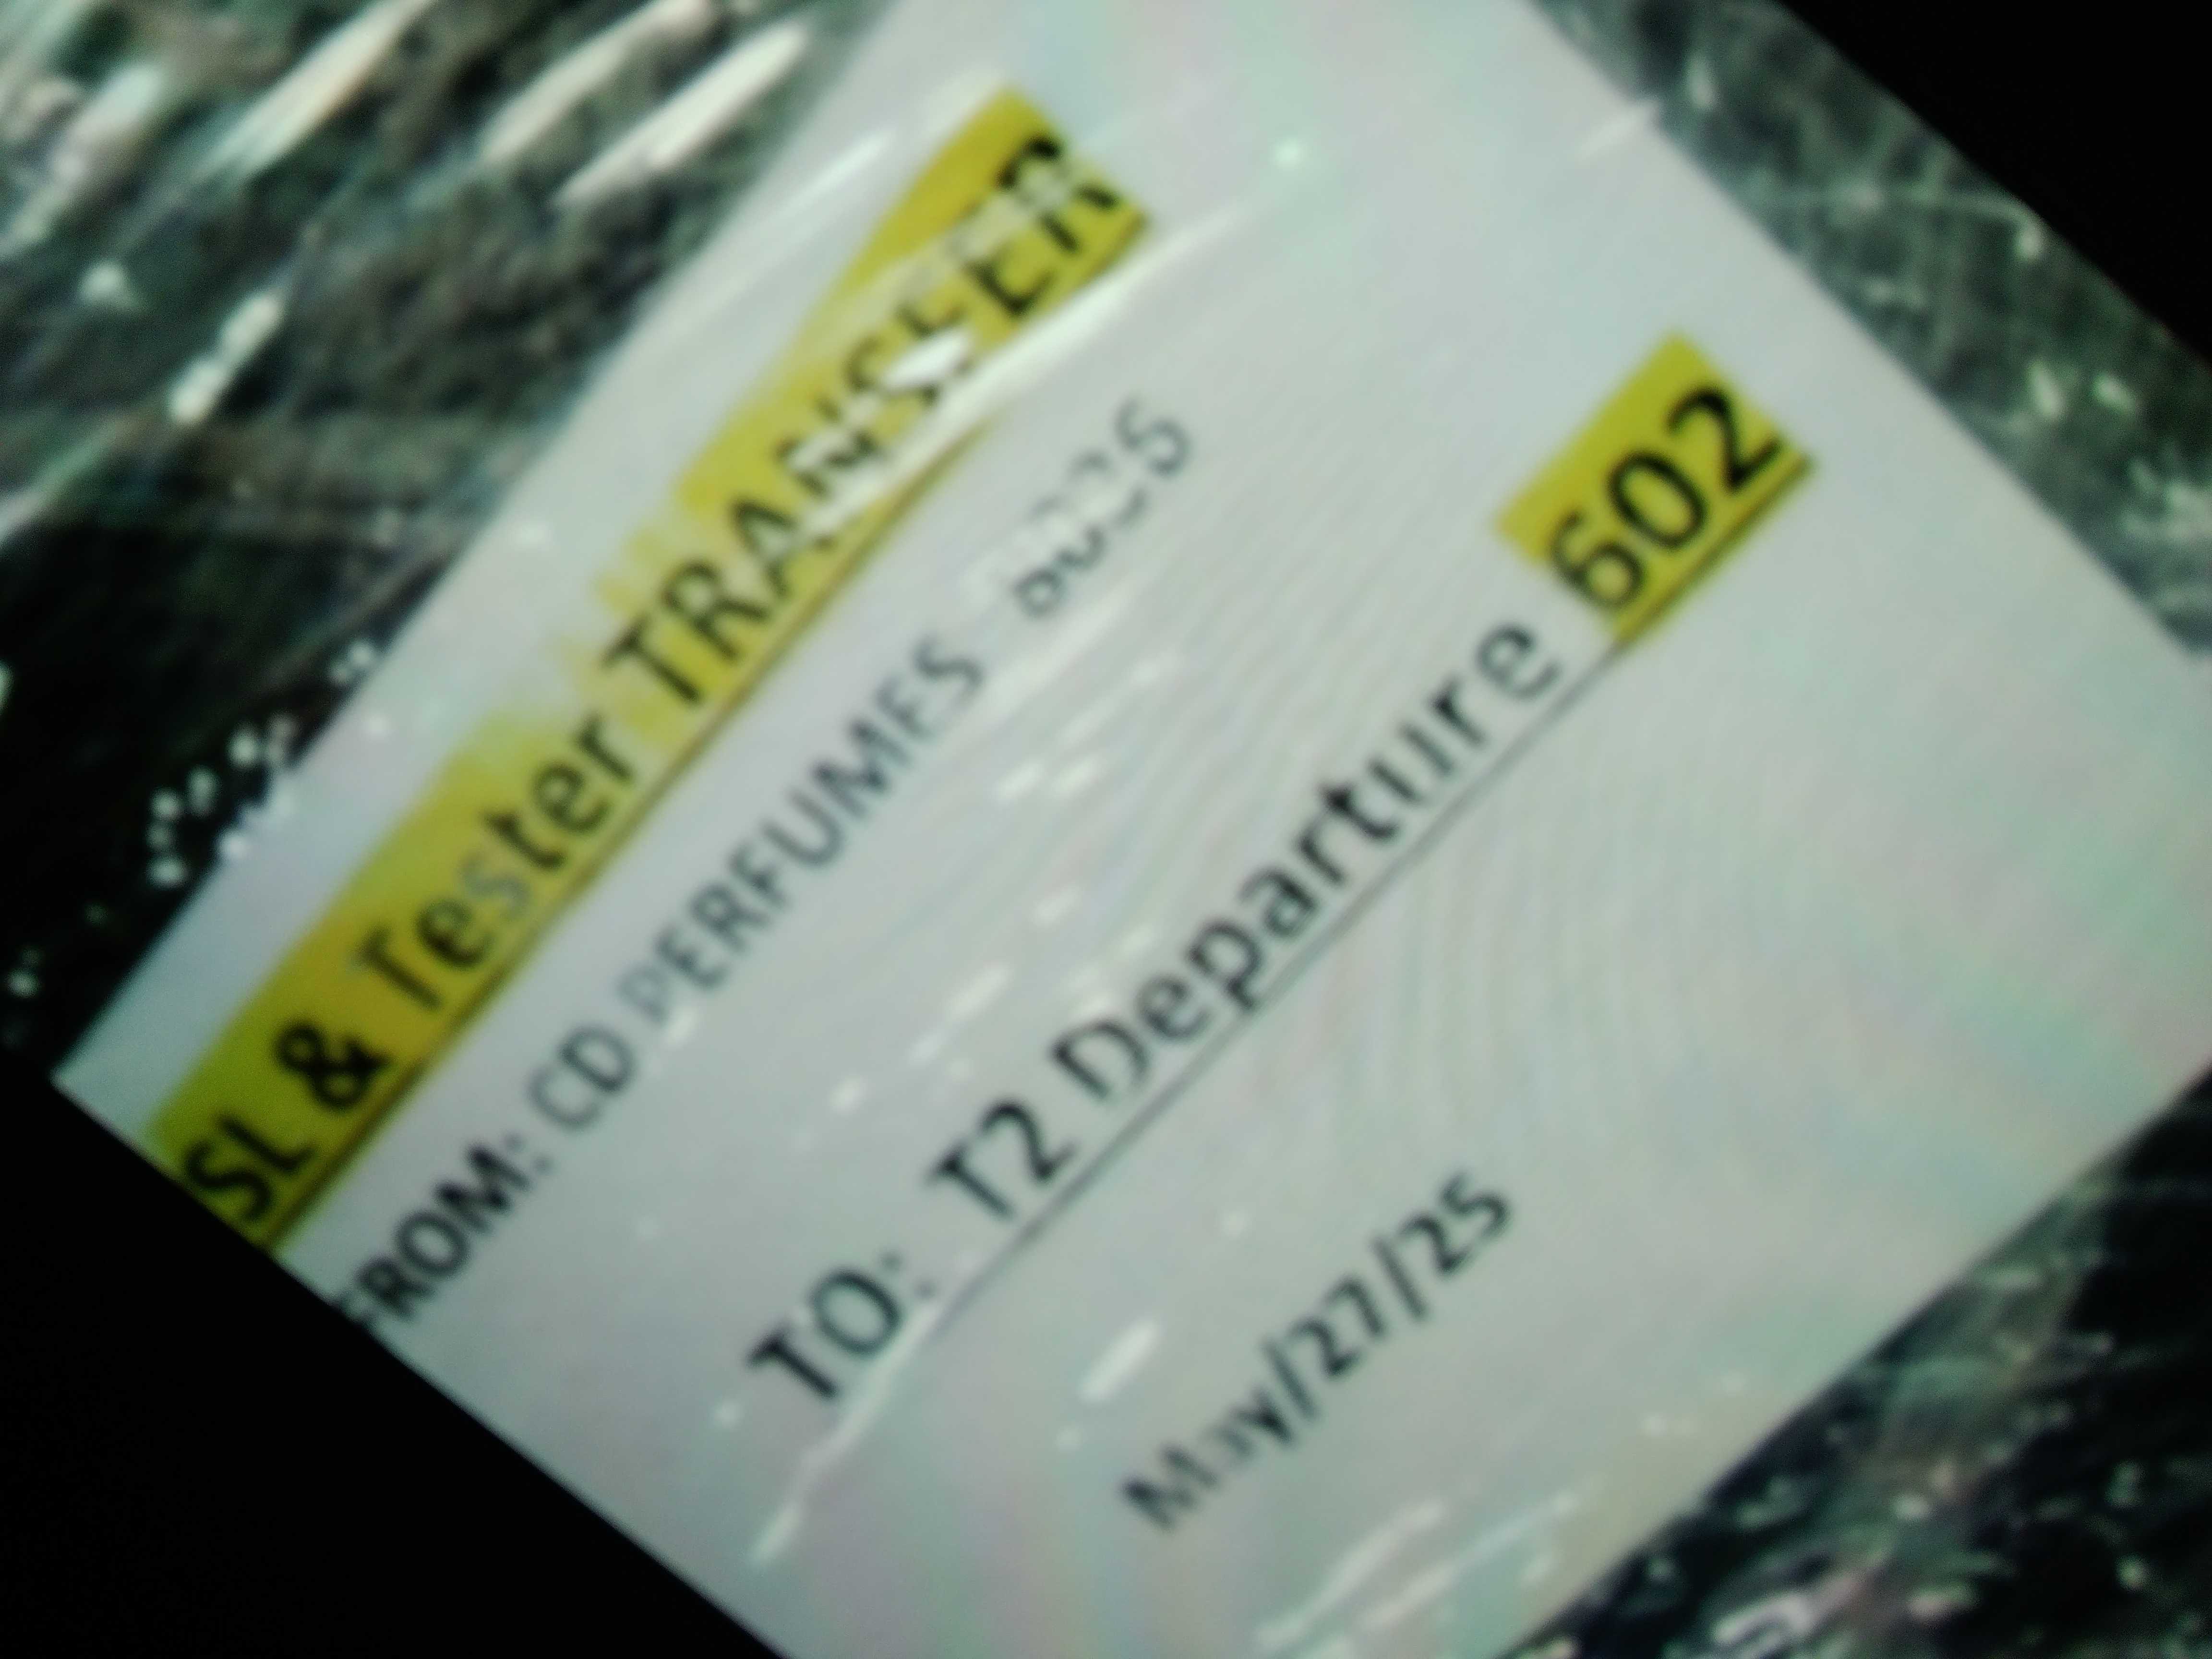 SL & Tester TRANSFER
FROM: CD PERFUMES
TO: T2 Departure 602
May/27/25